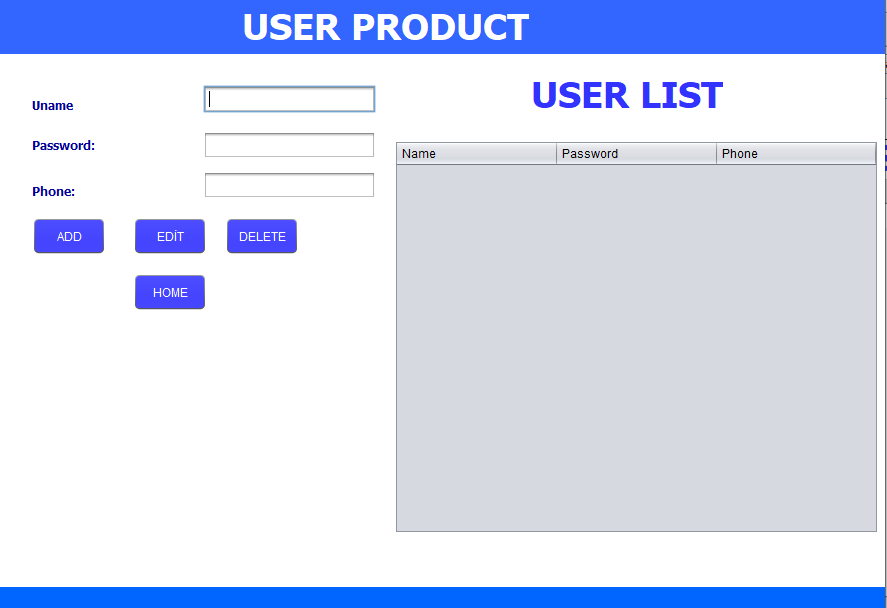 USER PRODUCT
Uname
Password:
Phone:
ADD EDİT DELETE
HOME
USER LIST
Name Password Phone